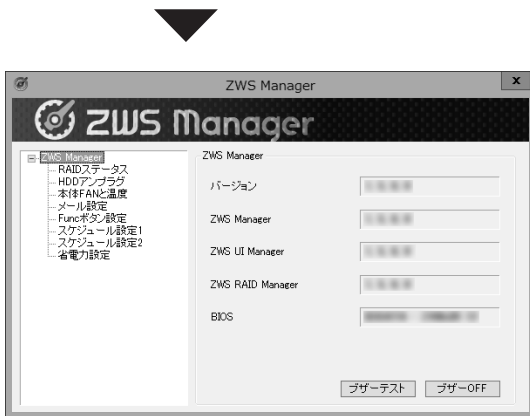 ZWS Manager
x
ZWS Manager
ZWS Manager
RAIDステータス
HDDアンプラグ
本体FANと温度
メール設定
Funcボタン設定
スケジュール設定1
スケジュール設定2
省電力設定
ZWS Manager
バージョン
ZWS Manager
ZWS UI Manager
ZWS RAID Manager
BIOS
ブザーテスト
ブザーOFF